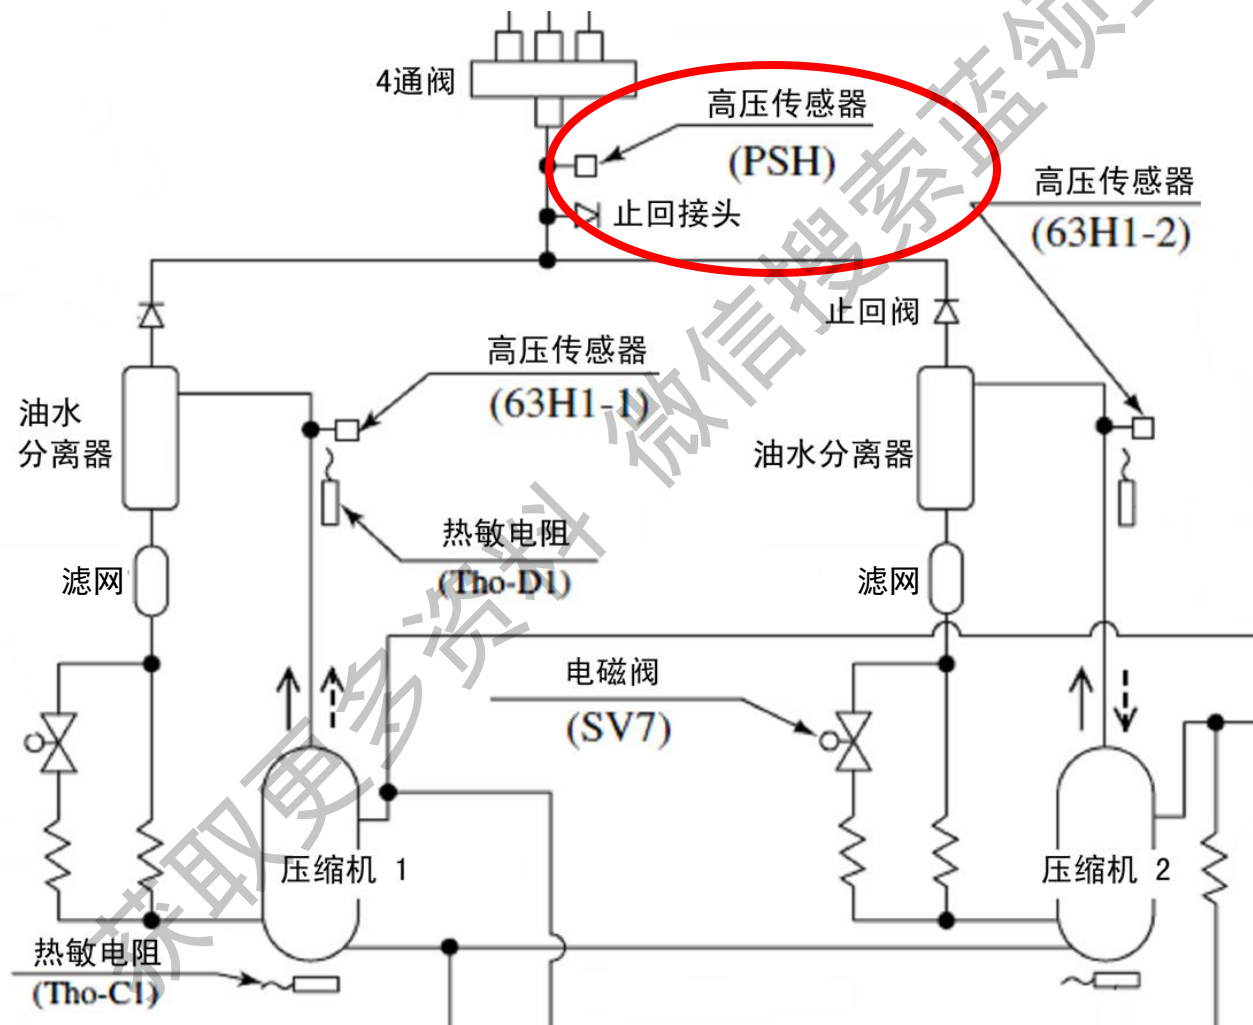 4通阀
高压传感器
(PSH)
止回接头
高压传感器
(63H1-2)
止回阀
高压传感器
(63H1-1)
油水
分离器
油水分离器
热敏电阻
(Tho-D1)
滤网
滤网
电磁阀
(SV7)
压缩机 1
压缩机 2
热敏电阻
(Tho-C1)
获取更多资料 微信搜索蓝领